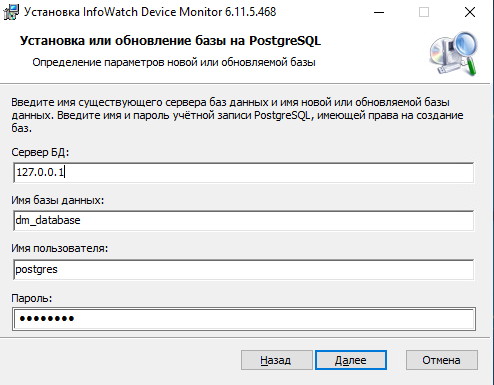 Установка InfoWatch Device Monitor 6.11.5.468
Установка или обновление базы на PostgreSQL
Определение параметров новой или обновляемой базы
Введите имя существующего сервера баз данных и имя новой или обновляемой базы
данных. Введите имя и пароль учётной записи PostgreSQL, имеющей права на создание
баз.
Сервер БД:
127.0.0.1
Имя базы данных:
dm_database
Имя пользователя:
postgres
Пароль:
●●●●●●●●
Назад Далее Отмена